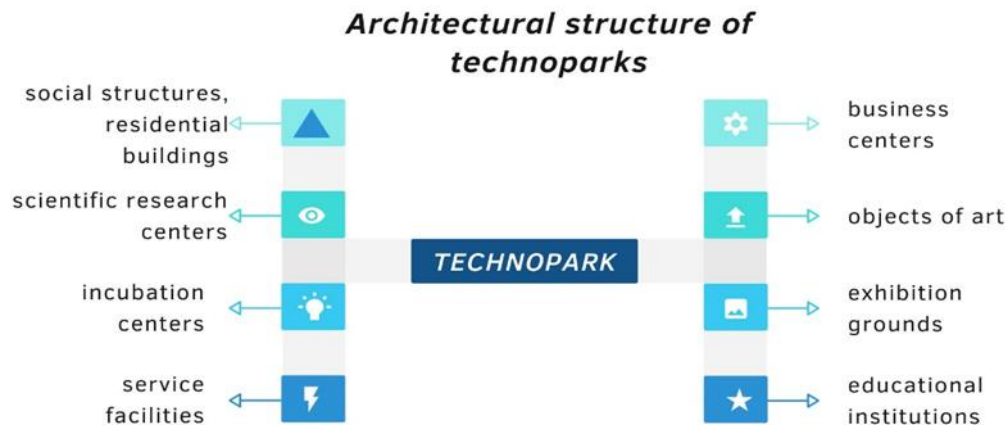 Architectural structure of
technoparks
social structures,
residential
buildings
scientific research
centers
incubation
centers
service
facilities
TECHNOPARK
business
centers
objects of art
exhibition
grounds
educational
institutions